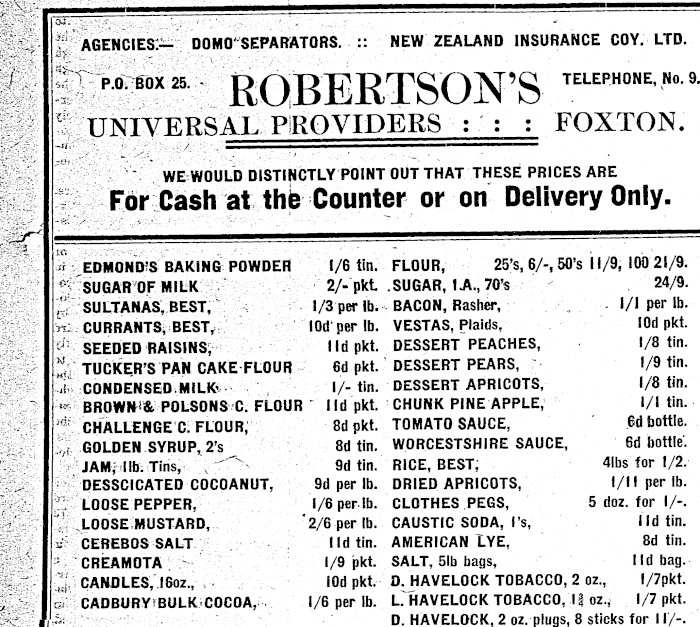 AGENCIES:— DOMO SEPARATORS. :: NEW ZEALAND INSURANCE COY. LTD.
P.O. BOX 25. ROBERTSON'S TELEPHONE, No. 9.
UNIVERSAL PROVIDERS : : : FOXTON.
WE WOULD DISTINCTLY POINT OUT THAT THESE PRICES ARE
For Cash at the Counter or on Delivery Only.
EDMOND'S BAKING POWDER 1/6 tin.
SUGAR OF MILK 2/- pkt.
SULTANAS, BEST, 1/3 per lb.
CURRANTS, BEST, 10d per lb.
SEEDED RAISINS, 11d pkt.
TUCKER'S PAN CAKE FLOUR 6d pkt.
CONDENSED MILK 1/- tin.
BROWN & POLSONS C. FLOUR 11d pkt.
CHALLENGE C. FLOUR, 8d pkt.
GOLDEN SYRUP, 2's 8d tin.
JAM, 1lb. Tins, 9d tin.
DESSCICATED COCOANUT, 9d per lb.
LOOSE PEPPER, 1/6 per lb.
LOOSE MUSTARD, 2/6 per lb.
CEREBOS SALT 11d tin.
CREAMOTA 1/9 pkt.
CANDLES, 16oz., 10d pkt.
CADBURY BULK COCOA, 1/6 per lb.
FLOUR, 25's, 6/-, 50's 11/9, 100 21/9.
SUGAR, 1.A., 70's 24/9.
BACON, Rasher, 1/1 per lb.
VESTAS, Plaids, 10d pkt.
DESSERT PEACHES, 1/8 tin.
DESSERT PEARS, 1/9 tin.
DESSERT APRICOTS, 1/8 tin.
CHUNK PINE APPLE, 1/1 tin.
TOMATO SAUCE, 6d bottle.
WORCESTSHIRE SAUCE, 6d bottle.
RICE, BEST, 4lbs for 1/2.
DRIED APRICOTS, 1/11 per lb.
CLOTHES PEGS, 5 doz. for 1/-.
CAUSTIC SODA, 1's, 11d tin.
AMERICAN LYE, 8d tin.
SALT, 5lb bags, 11d bag.
D. HAVELOCK TOBACCO, 2 oz., 1/7pkt.
L. HAVELOCK TOBACCO, 1¾ oz., 1/7 pkt.
D. HAVELOCK, 2 oz. plugs, 8 sticks for 11/-.